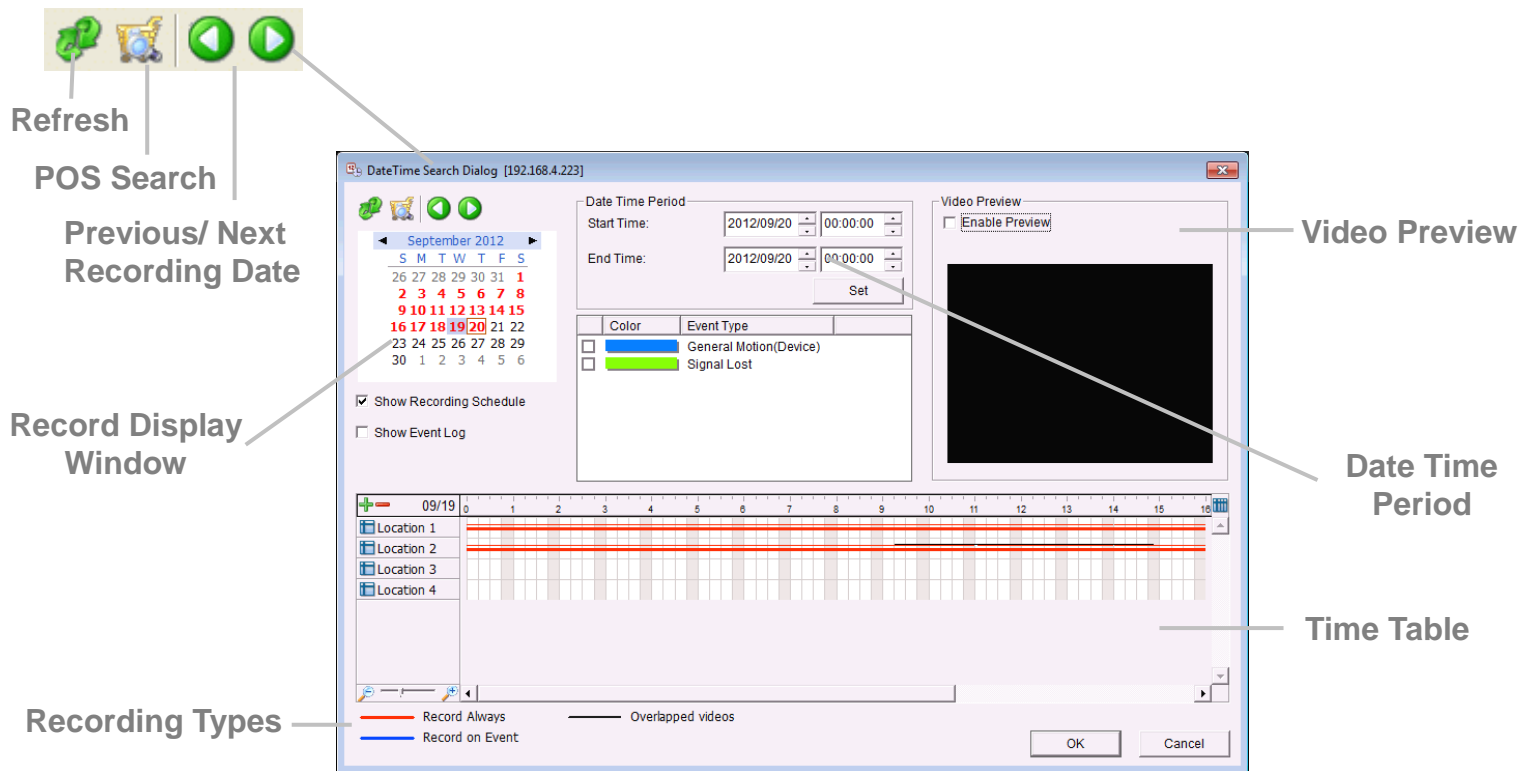 Refresh
POS Search
Previous/ Next
Recording Date
DateTime Search Dialog [192.168.4.223]
September 2012
S M T W T F S
26 27 28 29 30 31 1
2 3 4 5 6 7 8
9 10 11 12 13 14 15
16 17 18 19 20 21 22
23 24 25 26 27 28 29
30 1 2 3 4 5 6
Show Recording Schedule
Show Event Log
Date Time Period
Start Time: 2012/09/20 00:00:00
End Time: 2012/09/20 00:00:00
Set
Color Event Type
General Motion(Device)
Signal Lost
Video Preview
Enable Preview
Video Preview
Record Display
Window
Date Time
Period
09/19 0 1 2 3 4 5 6 7 8 9 10 11 12 13 14 15 16
Location 1
Location 2
Location 3
Location 4
Time Table
Recording Types
Record Always
Overlapped videos
Record on Event
OK
Cancel